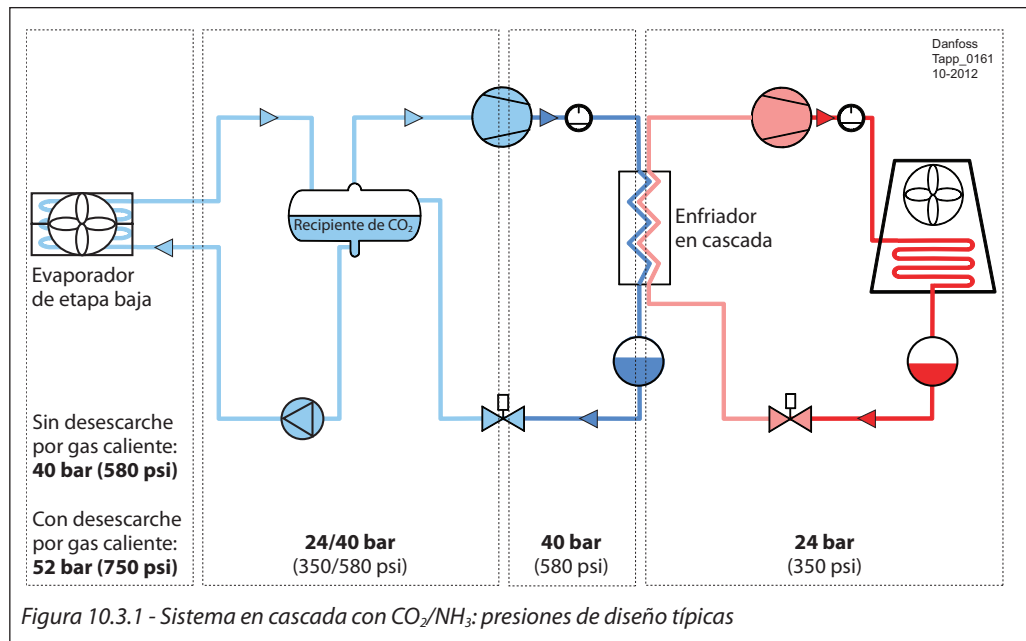 Danfoss
Tapp_0161
10-2012
Recipiente de CO₂
Enfriador
en cascada
Evaporador
de etapa baja
Sin desescarche
por gas caliente:
40 bar (580 psi)
Con desescarche
por gas caliente:
52 bar (750 psi)
24/40 bar
(350/580 psi)
40 bar
(580 psi)
24 bar
(350 psi)
Figura 10.3.1 - Sistema en cascada con CO₂/NH₃: presiones de diseño típicas